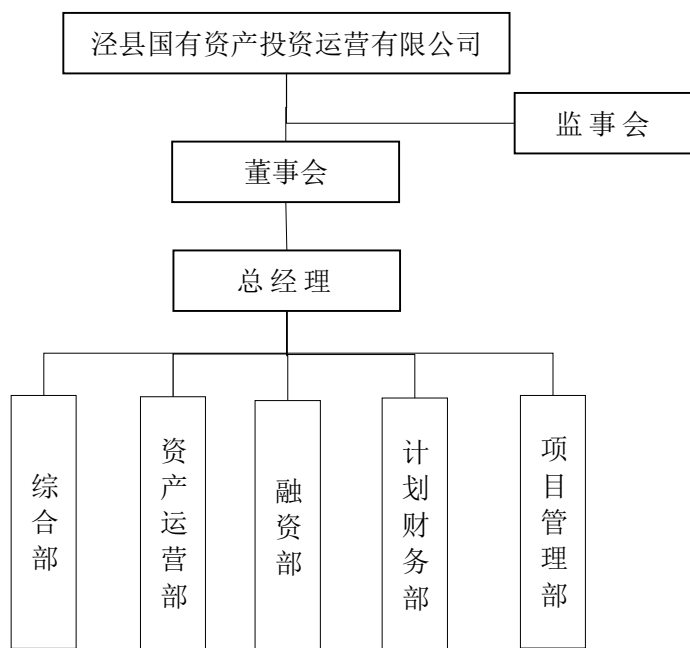 泾县国有资产投资运营有限公司
监事会
董事会
总经理
综合部
资产运营部
融资部
计划财务部
项目管理部